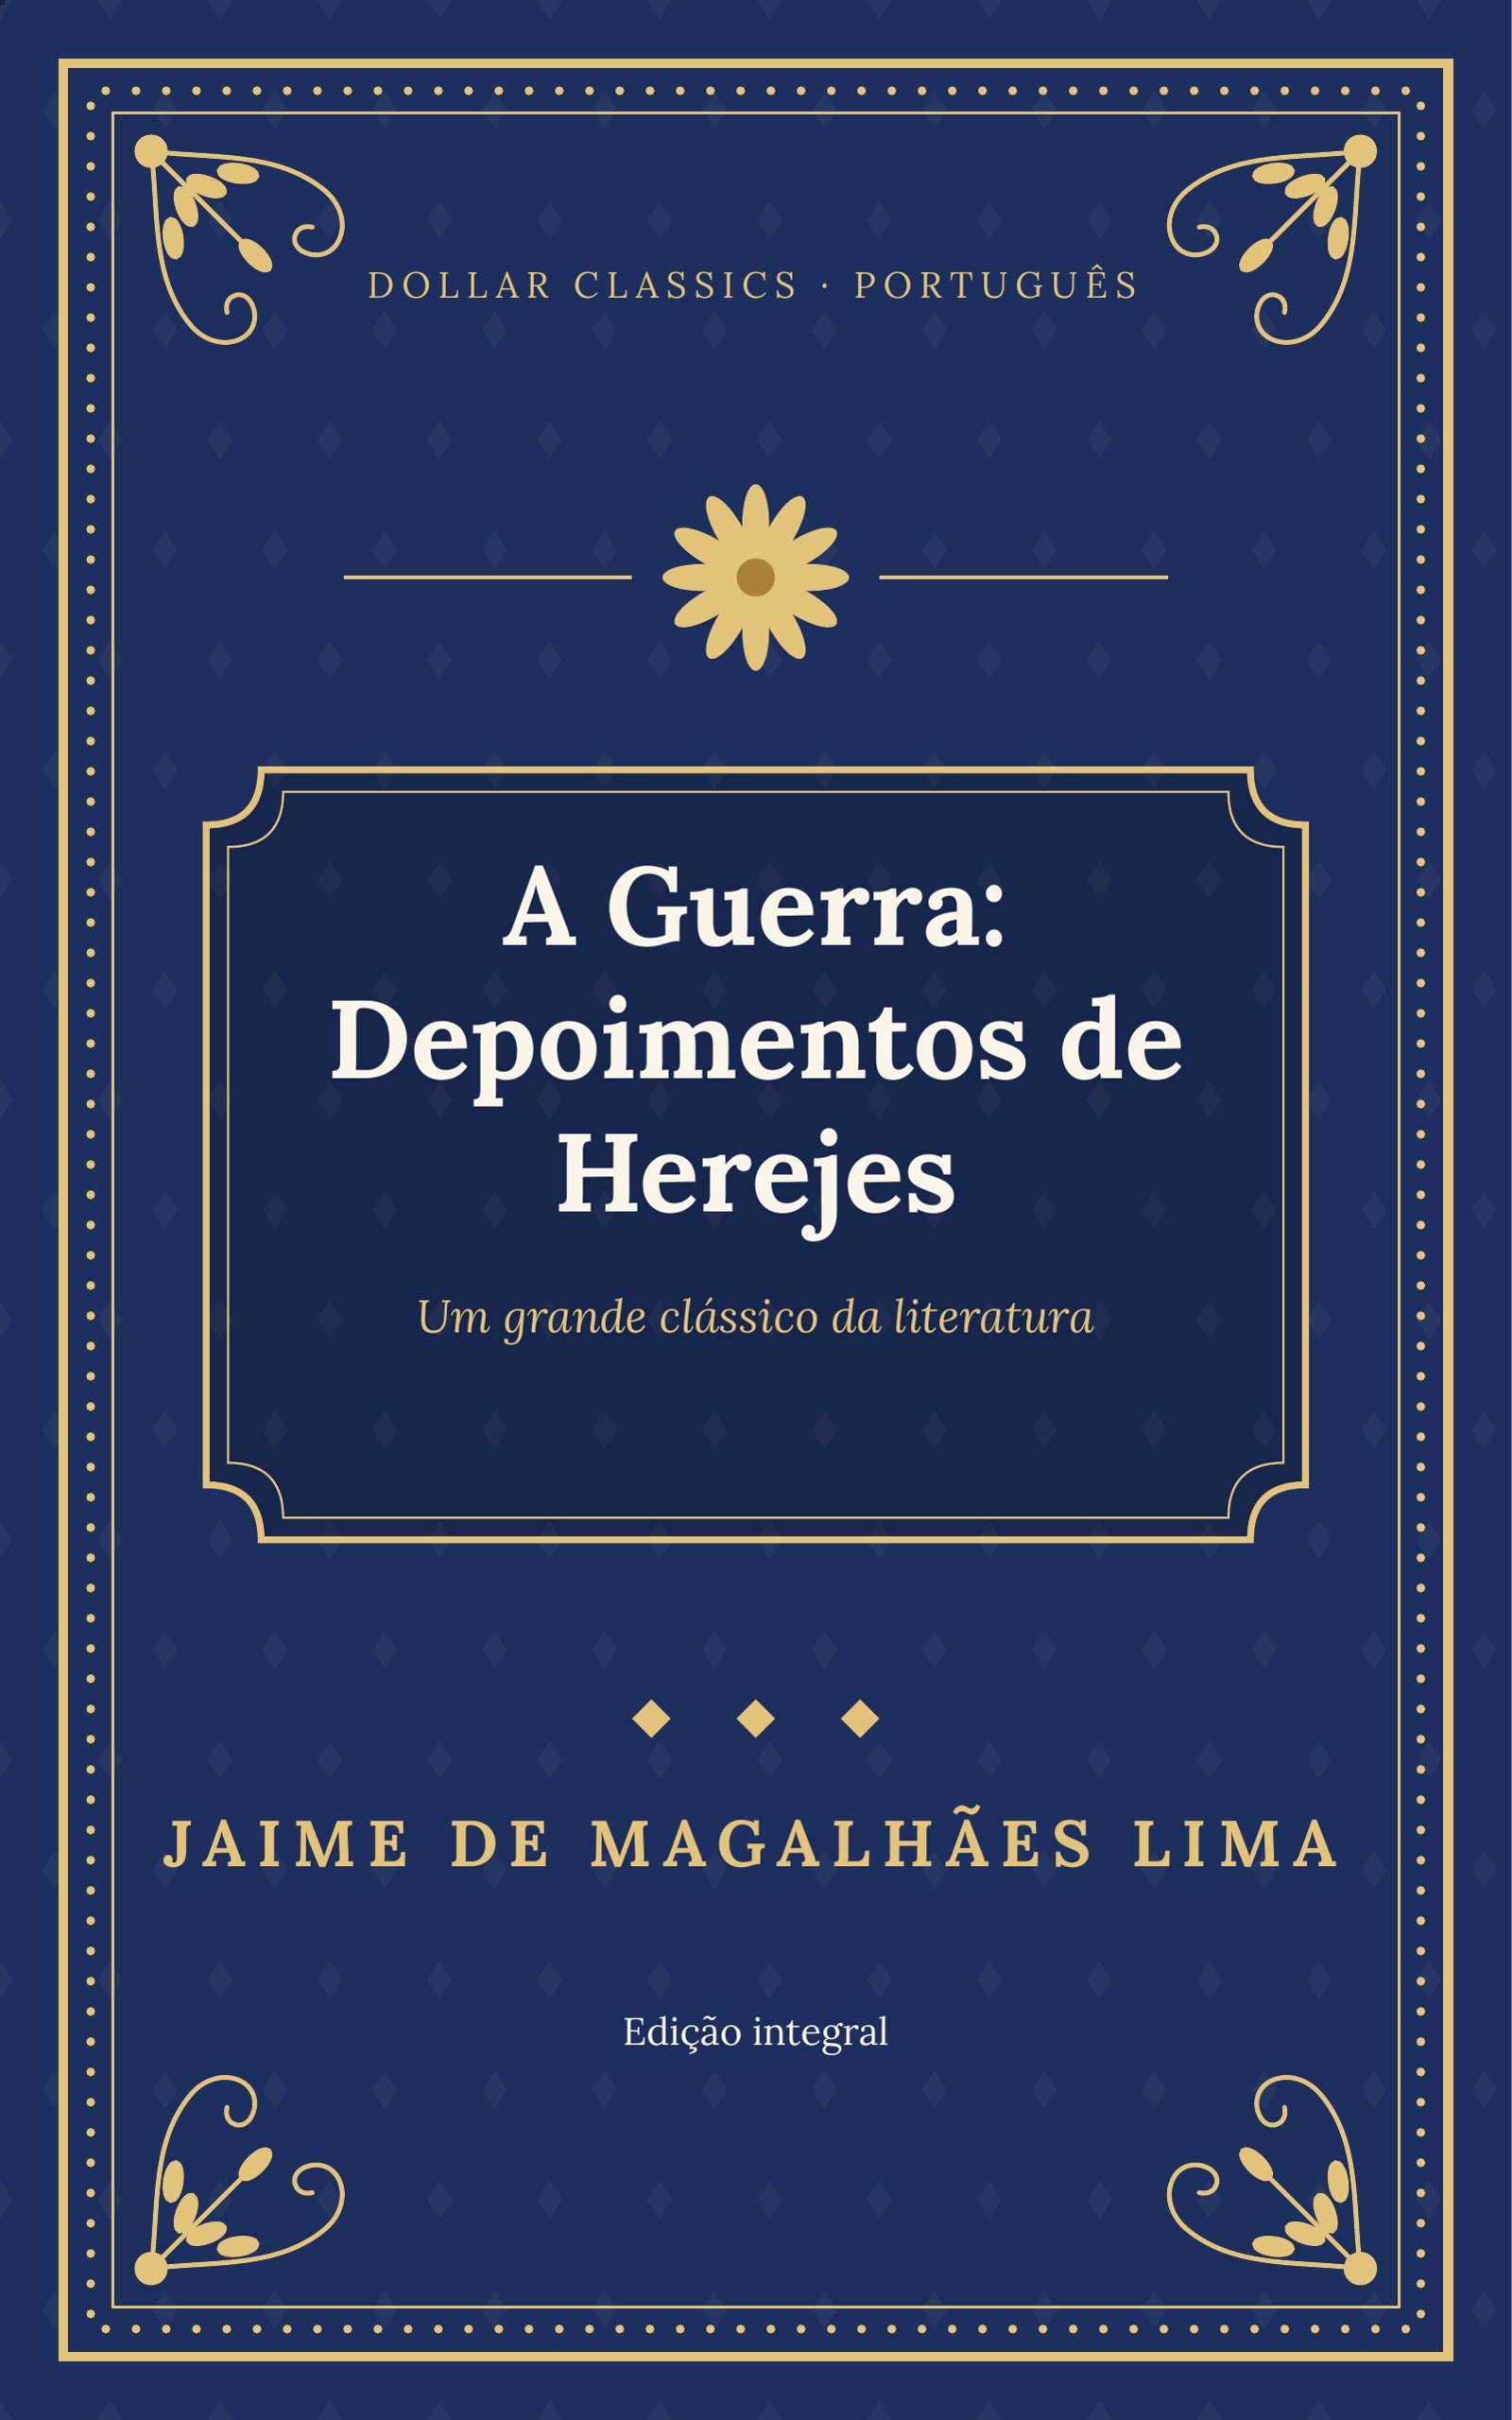 DOLLAR CLASSICS · PORTUGUÊS
A Guerra:
Depoimentos de
Herejes
Um grande clássico da literatura
JAIME DE MAGALHÃES LIMA
Edição integral